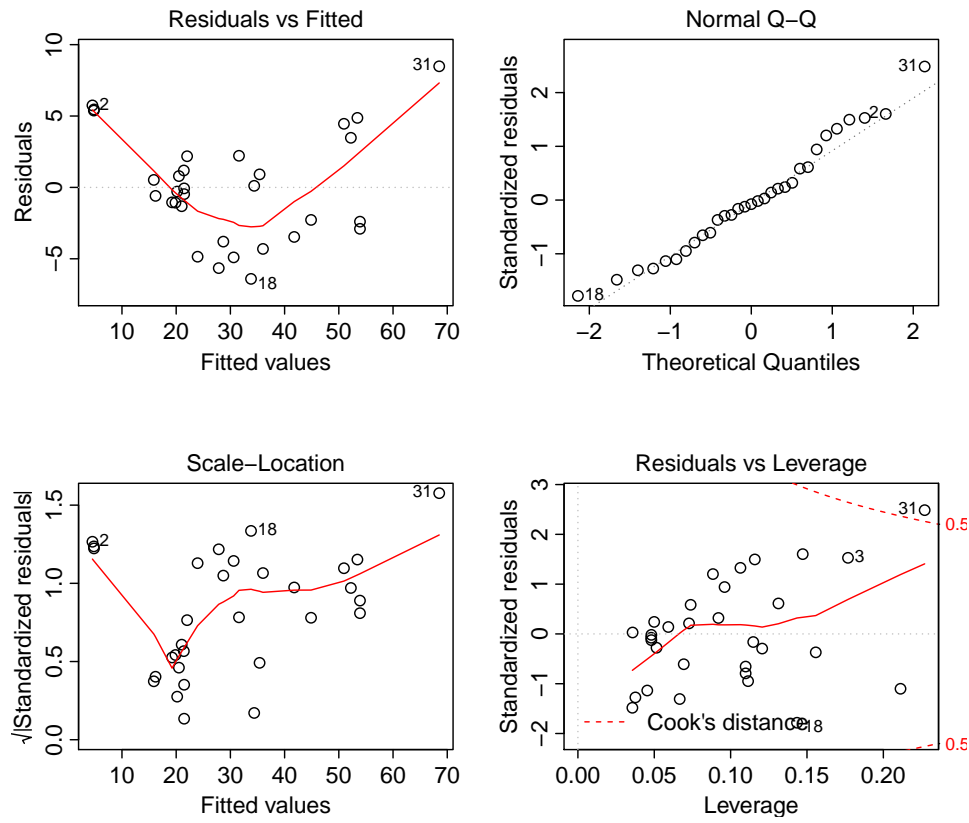 Residuals vs Fitted
Residuals
−5 0 5 10
10 20 30 40 50 60 70
Fitted values
31
2
18
Normal Q−Q
Standardized residuals
−1 0 1 2
−2 −1 0 1 2
Theoretical Quantiles
31
2
18
Scale−Location
√|Standardized residuals|
0.0 0.5 1.0 1.5
10 20 30 40 50 60 70
Fitted values
31
2
18
Residuals vs Leverage
Standardized residuals
−2 −1 0 1 2 3
0.00 0.05 0.10 0.15 0.20
Leverage
31
3
18
Cook's distance
0.5
0.5